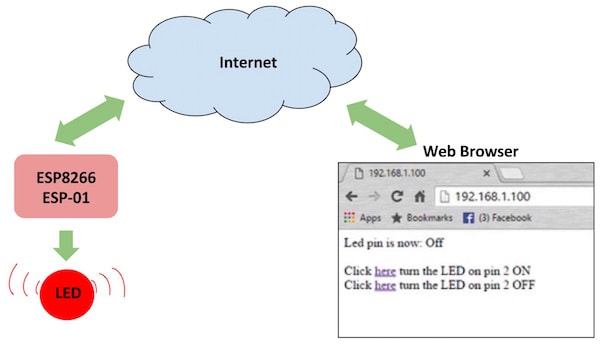 Internet
ESP8266
ESP-01
LED
Web Browser
192.168.1.100
192.168.1.100
Apps Bookmarks (3) Facebook
Led pin is now: Off
Click here turn the LED on pin 2 ON
Click here turn the LED on pin 2 OFF